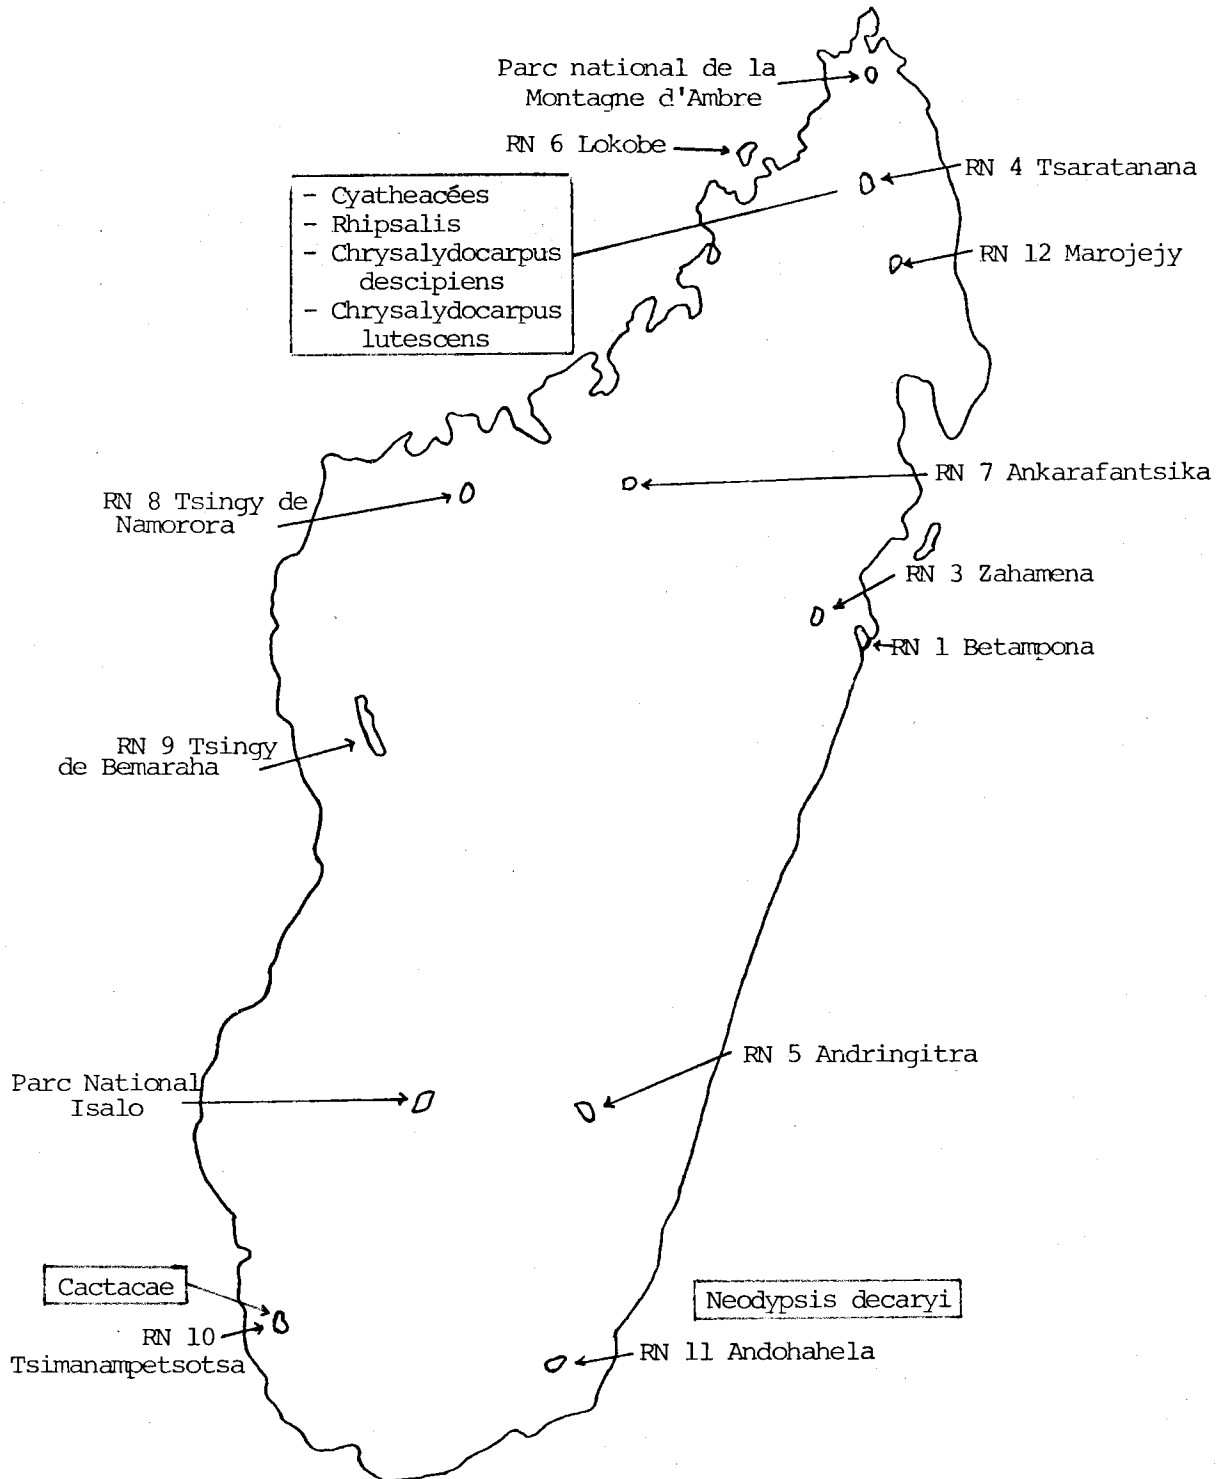 Parc national de la
Montagne d'Ambre
RN 6 Lokobe
RN 4 Tsaratanana
- Cyatheacées
- Rhipsalis
- Chrysalydocarpus
descipiens
- Chrysalydocarpus
lutescens
RN 12 Marojejy
RN 7 Ankarafantsika
RN 8 Tsingy de
Namorora
RN 3 Zahamena
RN 1 Betampona
RN 9 Tsingy
de Bemaraha
RN 5 Andringitra
Parc National
Isalo
Cactacae
Neodypsis decaryi
RN 10
Tsimanampetsotsa
RN 11 Andohahela